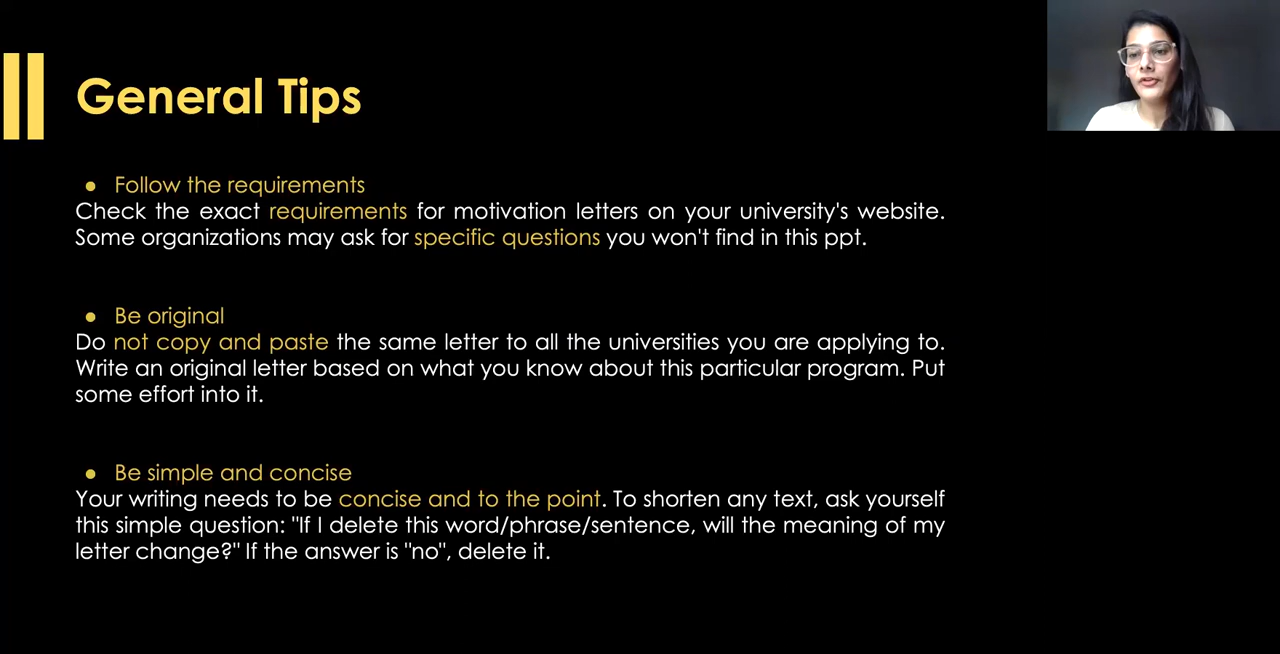 General Tips
● Follow the requirements
Check the exact requirements for motivation letters on your university's website.
Some organizations may ask for specific questions you won't find in this ppt.
● Be original
Do not copy and paste the same letter to all the universities you are applying to.
Write an original letter based on what you know about this particular program. Put
some effort into it.
● Be simple and concise
Your writing needs to be concise and to the point. To shorten any text, ask yourself
this simple question: "If I delete this word/phrase/sentence, will the meaning of my
letter change?" If the answer is "no", delete it.